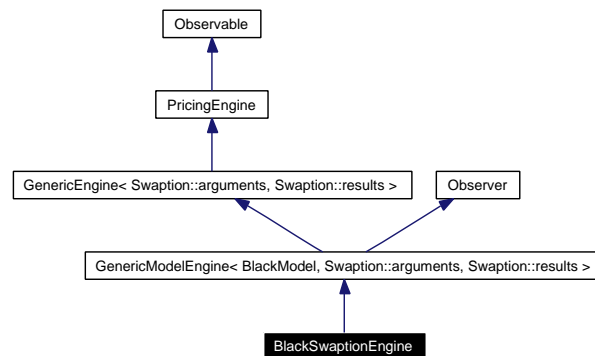 Observable
PricingEngine
GenericEngine< Swaption::arguments, Swaption::results >
Observer
GenericModelEngine< BlackModel, Swaption::arguments, Swaption::results >
BlackSwaptionEngine